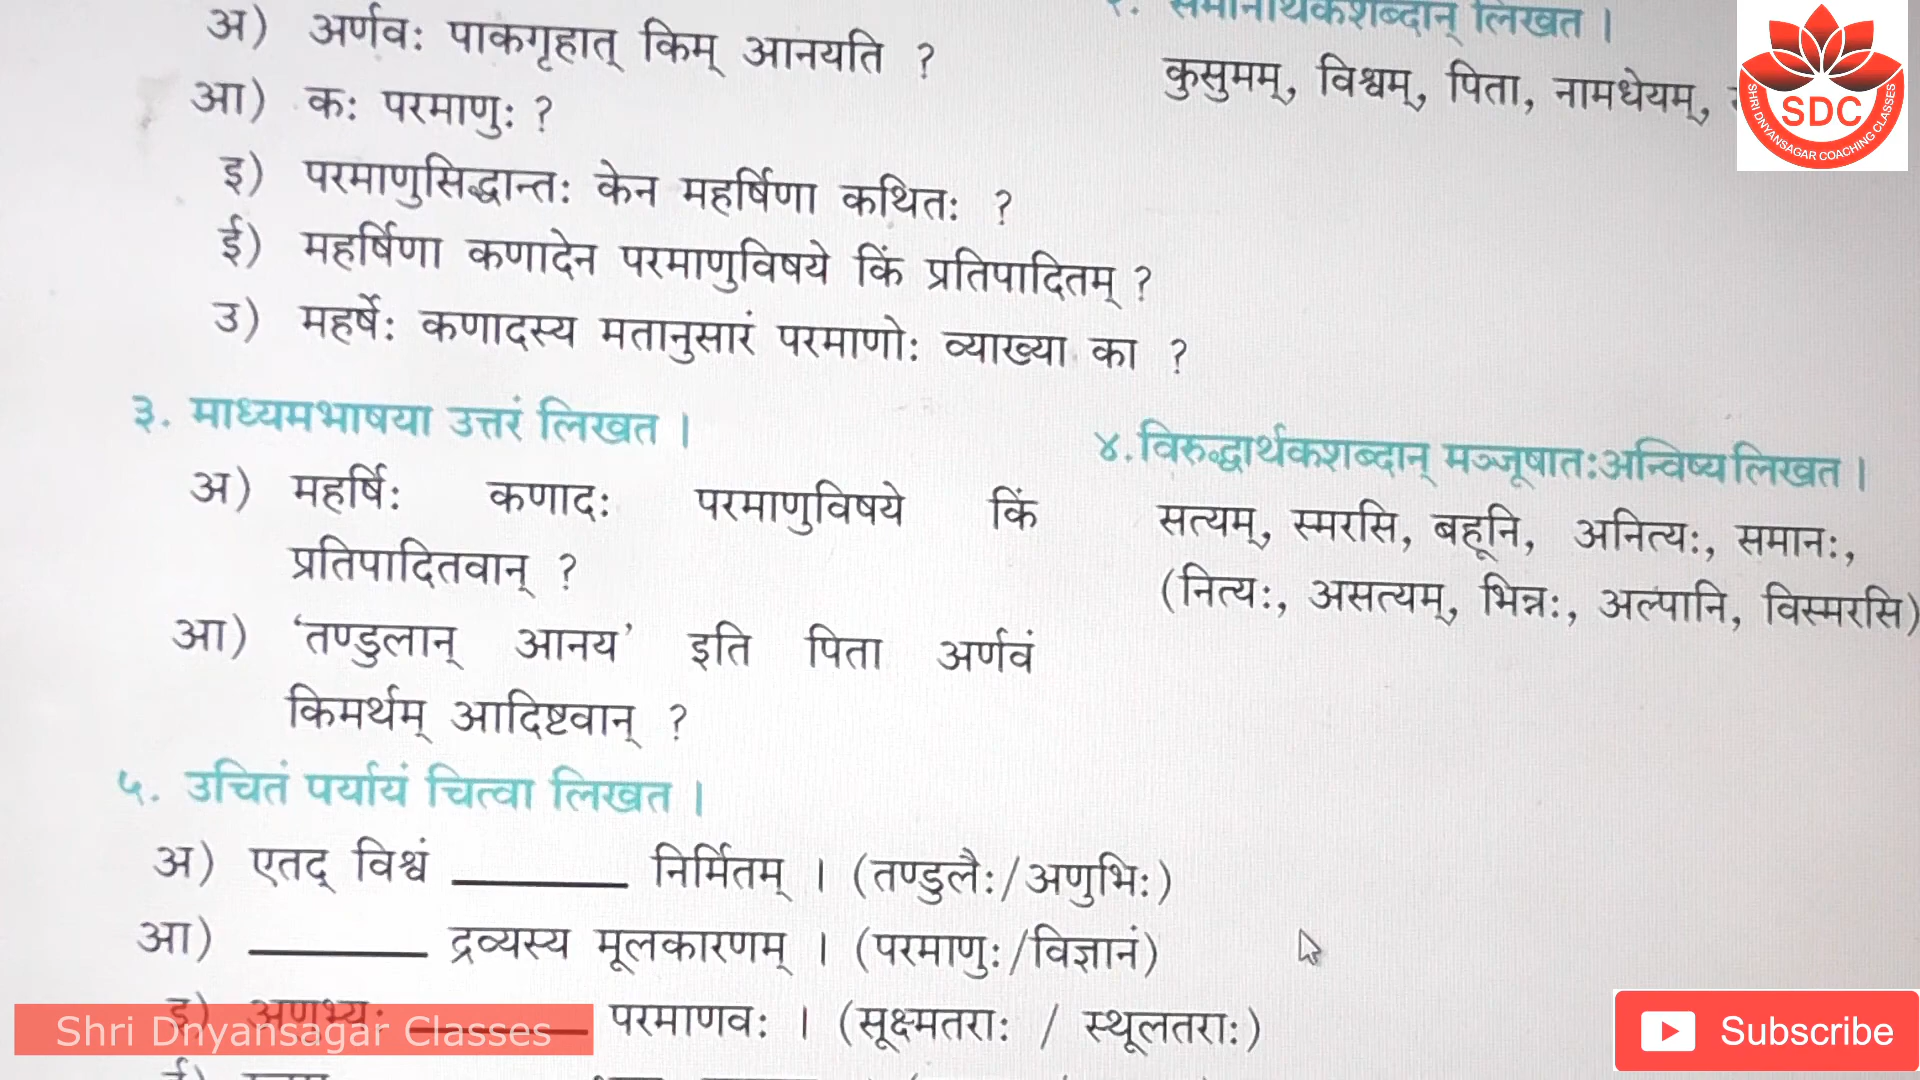 अ) अर्णवः पाकगृहात् किम् आनयति ?
आ) कः परमाणुः ?
इ) परमाणुसिद्धान्तः केन महर्षिणा कथितः ?
ई) महर्षिणा कणादेन परमाणुविषये किं प्रतिपादितम् ?
उ) महर्षेः कणादस्य मतानुसारं परमाणोः व्याख्या का ?
३. माध्यमभाषया उत्तरं लिखत ।
अ) महर्षिः कणादः परमाणुविषये किं
प्रतिपादितवान् ?
आ) ‘तण्डुलान् आनय’ इति पिता अर्णवं
किमर्थम् आदिष्टवान् ?
समानार्थकशब्दान् लिखत ।
कुसुमम्, विश्वम्, पिता, नामधेयम्,
४. विरुद्धार्थकशब्दान् मञ्जूषातः अन्विष्य लिखत ।
सत्यम्, स्मरसि, बहूनि, अनित्यः, समानः,
(नित्यः, असत्यम्, भिन्नः, अल्पानि, विस्मरसि)
५. उचितं पर्यायं चित्वा लिखत ।
अ) एतद् विश्वं ______ निर्मितम् । (तण्डुलैः/अणुभिः)
आ) ______ द्रव्यस्य मूलकारणम् । (परमाणुः/विज्ञानं)
इ) अणुभ्यः ______ परमाणवः । (सूक्ष्मतराः / स्थूलतराः)
SDC
SHRI DNYANSAGAR COACHING CLASSES
Shri Dnyansagar Classes
Subscribe